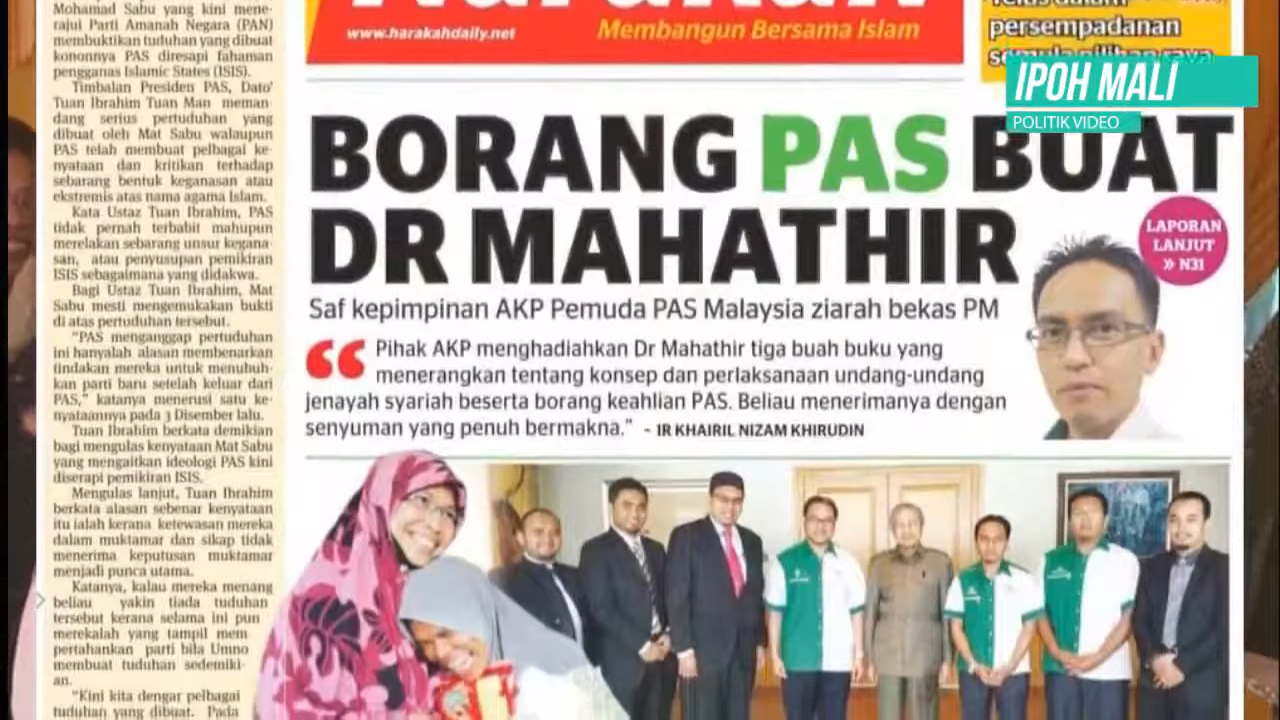 Mohamad Sabu yang kini mene-
rajui Parti Amanah Negara (PAN)
membuktikan tuduhan yang dibuat
kononnya PAS diresapi fahaman
pengganas Islamic States (ISIS).
Timbalan Presiden PAS, Dato'
Tuan Ibrahim Tuan Man meman-
dang serius pertuduhan yang
dibuat oleh Mat Sabu walaupun
PAS telah membuat pelbagai ke-
nyataan dan kritikan terhadap
sebarang bentuk keganasan atau
ekstremis atas nama agama Islam.
Kata Ustaz Tuan Ibrahim, PAS
tidak pernah terbabit mahupun
merelakan sebarang unsur kegana-
san, atau penyusupan pemikiran
ISIS sebagaimana yang didakwa.
Bagi Ustaz Tuan Ibrahim, Mat
Sabu mesti mengemukakan bukti
di atas pertuduhan tersebut.
"PAS menganggap pertuduhan
ini hanyalah alasan membenarkan
tindakan mereka untuk menubuh-
kan parti baru setelah keluar dari
PAS," katanya menerusi satu ke-
nyataannya pada 3 Disember lalu.
Tuan Ibrahim berkata demikian
bagi mengulas kenyataan Mat Sabu
yang mengaitkan ideologi PAS kini
diserapi pemikiran ISIS.
Mengulas lanjut, Tuan Ibrahim
berkata alasan sebenar kenyataan
itu ialah kerana ketewasan mereka
dalam muktamar dan sikap tidak
menerima keputusan muktamar
menjadi punca utama.
Katanya, kalau mereka menang
beliau yakin tiada tuduhan
tersebut kerana selama ini pun
merekalah yang tampil mem
pertahankan parti bila Umno
membuat tuduhan sedemiki-
an.
"Kini kita dengar pelbagai
tuduhan yang dibuat. Pada
www.harakahdaily.net
Membangun Bersama Islam
persempadanan
semula pilihan raya
IPOH MALI
POLITIK VIDEO
BORANG PAS BUAT
DR MAHATHIR
LAPORAN
LANJUT
» N31
Saf kepimpinan AKP Pemuda PAS Malaysia ziarah bekas PM
“ Pihak AKP menghadiahkan Dr Mahathir tiga buah buku yang
menerangkan tentang konsep dan perlaksanaan undang-undang
jenayah syariah beserta borang keahlian PAS. Beliau menerimanya dengan
senyuman yang penuh bermakna.” - IR KHAIRIL NIZAM KHIRUDIN